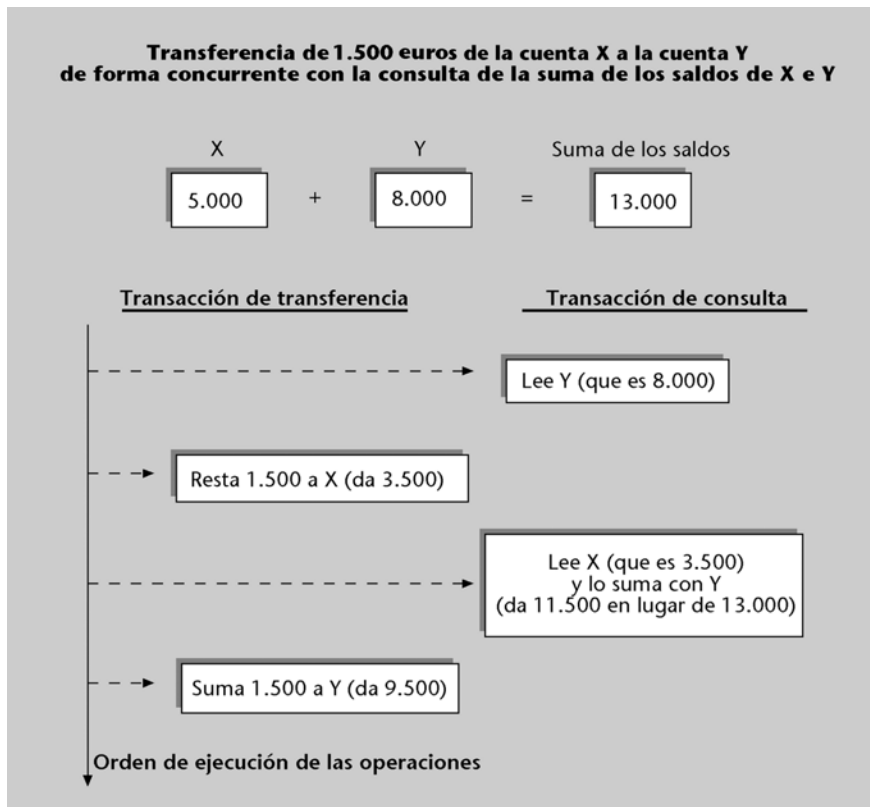 Transferencia de 1.500 euros de la cuenta X a la cuenta Y
de forma concurrente con la consulta de la suma de los saldos de X e Y
X Y Suma de los saldos
5.000 + 8.000 = 13.000
Transacción de transferencia Transacción de consulta
Lee Y (que es 8.000)
Resta 1.500 a X (da 3.500)
Lee X (que es 3.500)
y lo suma con Y
(da 11.500 en lugar de 13.000)
Suma 1.500 a Y (da 9.500)
Orden de ejecución de las operaciones